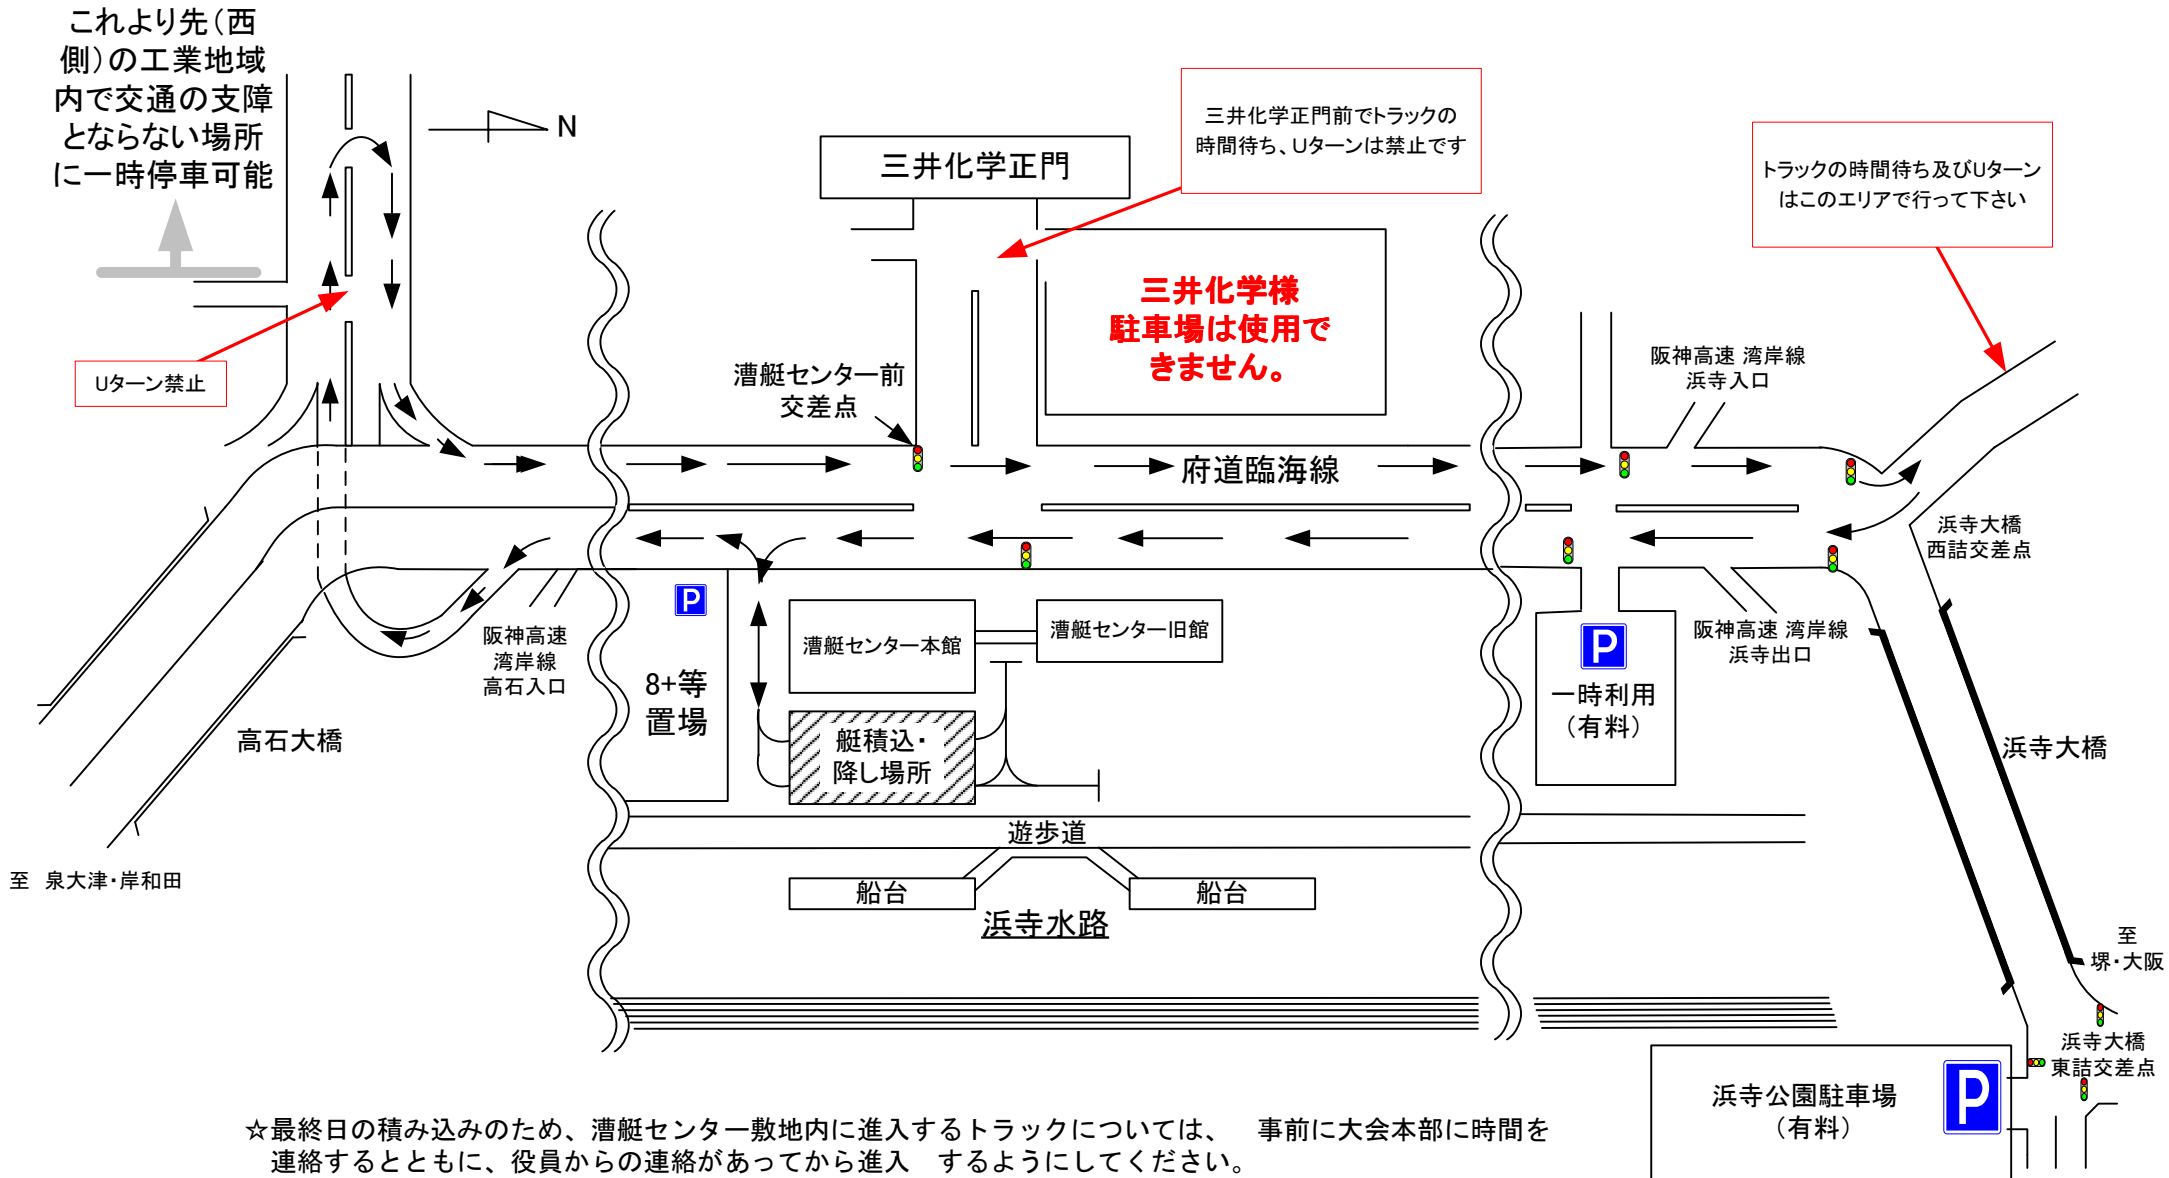 これより先（西
側）の工業地域
内で交通の支障
とならない場所
に一時停車可能
N
三井化学正門
三井化学正門前でトラックの
時間待ち、Uターンは禁止です
トラックの時間待ち及びUターン
はこのエリアで行って下さい
三井化学様
駐車場は使用で
きません。
Uターン禁止
漕艇センター前
交差点
阪神高速 湾岸線
浜寺入口
府道臨海線
浜寺大橋
西詰交差点
阪神高速
湾岸線
高石入口
P
8+等
置場
漕艇センター本館
漕艇センター旧館
艇積込・
降し場所
P
一時利用
（有料）
阪神高速 湾岸線
浜寺出口
高石大橋
浜寺大橋
遊歩道
至 泉大津・岸和田
船台
船台
浜寺水路
至
堺・大阪
浜寺大橋
東詰交差点
浜寺公園駐車場
（有料）
P
☆最終日の積み込みのため、漕艇センター敷地内に進入するトラックについては、　事前に大会本部に時間を
連絡するとともに、役員からの連絡があってから進入　するようにしてください。